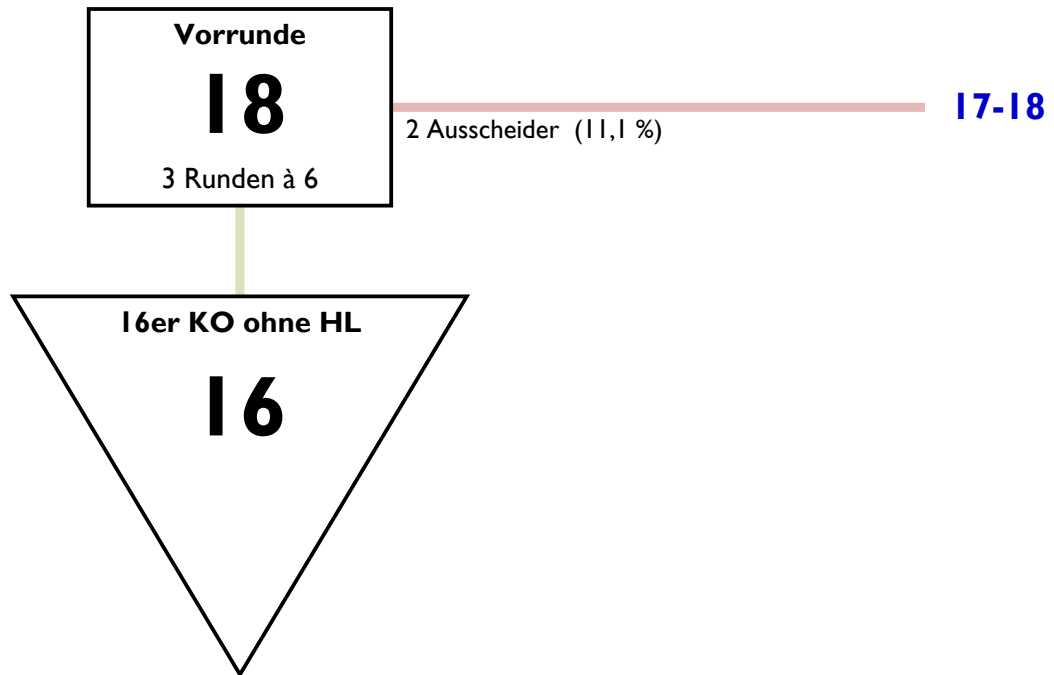 Vorrunde
18
3 Runden à 6
2 Ausscheider (11,1 %)
17-18
16er KO ohne HL
16